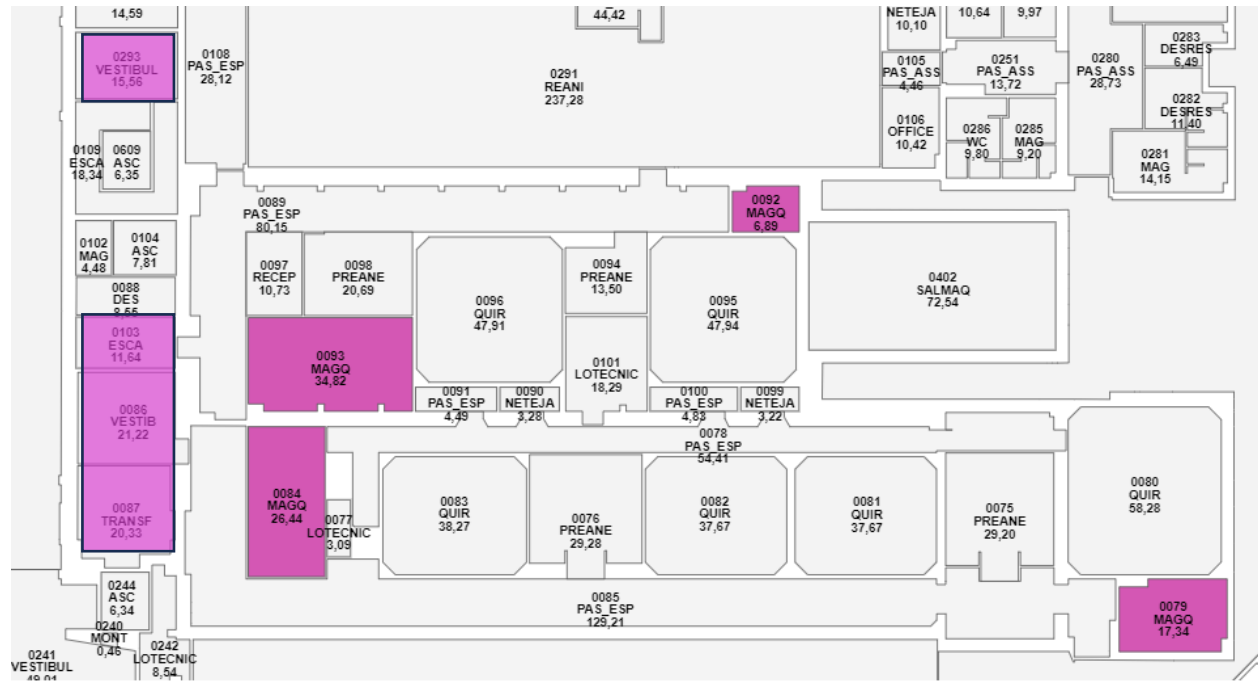 14,59
0293
VESTIBUL
15,56
0108
PAS_ESP
28,12
44,42
0291
REANI
237,28
NETEJA
10,10
10,64
9,97
0105
PAS_ASS
4,46
0251
PAS_ASS
13,72
0280
PAS_ASS
28,73
0283
DESRES
6,49
0282
DESRES
11,40
0106
OFFICE
10,42
0286
WC
9,80
0285
MAG
9,20
0281
MAG
14,15
0109
ESCA
18,34
0609
ASC
6,35
0089
PAS_ESP
80,15
0092
MAGQ
6,89
0102
MAG
4,48
0104
ASC
7,81
0097
RECEP
10,73
0098
PREANE
20,69
0096
QUIR
47,91
0094
PREANE
13,50
0095
QUIR
47,94
0402
SALMAQ
72,54
0088
DES
8,55
0103
ESCA
11,64
0093
MAGQ
34,82
0101
LOTECNIC
18,29
0091
PAS_ESP
4,49
0090
NETEJA
3,28
0100
PAS_ESP
4,83
0099
NETEJA
3,22
0086
VESTIB
21,22
0078
PAS_ESP
54,41
0087
TRANSF
20,33
0084
MAGQ
26,44
0077
LOTECNIC
3,09
0083
QUIR
38,27
0076
PREANE
29,28
0082
QUIR
37,67
0081
QUIR
37,67
0075
PREANE
29,20
0080
QUIR
58,28
0244
ASC
6,34
0085
PAS_ESP
129,21
0079
MAGQ
17,34
0240
MONT
0,46
0241
VESTIBUL
49,01
0242
LOTECNIC
8,54